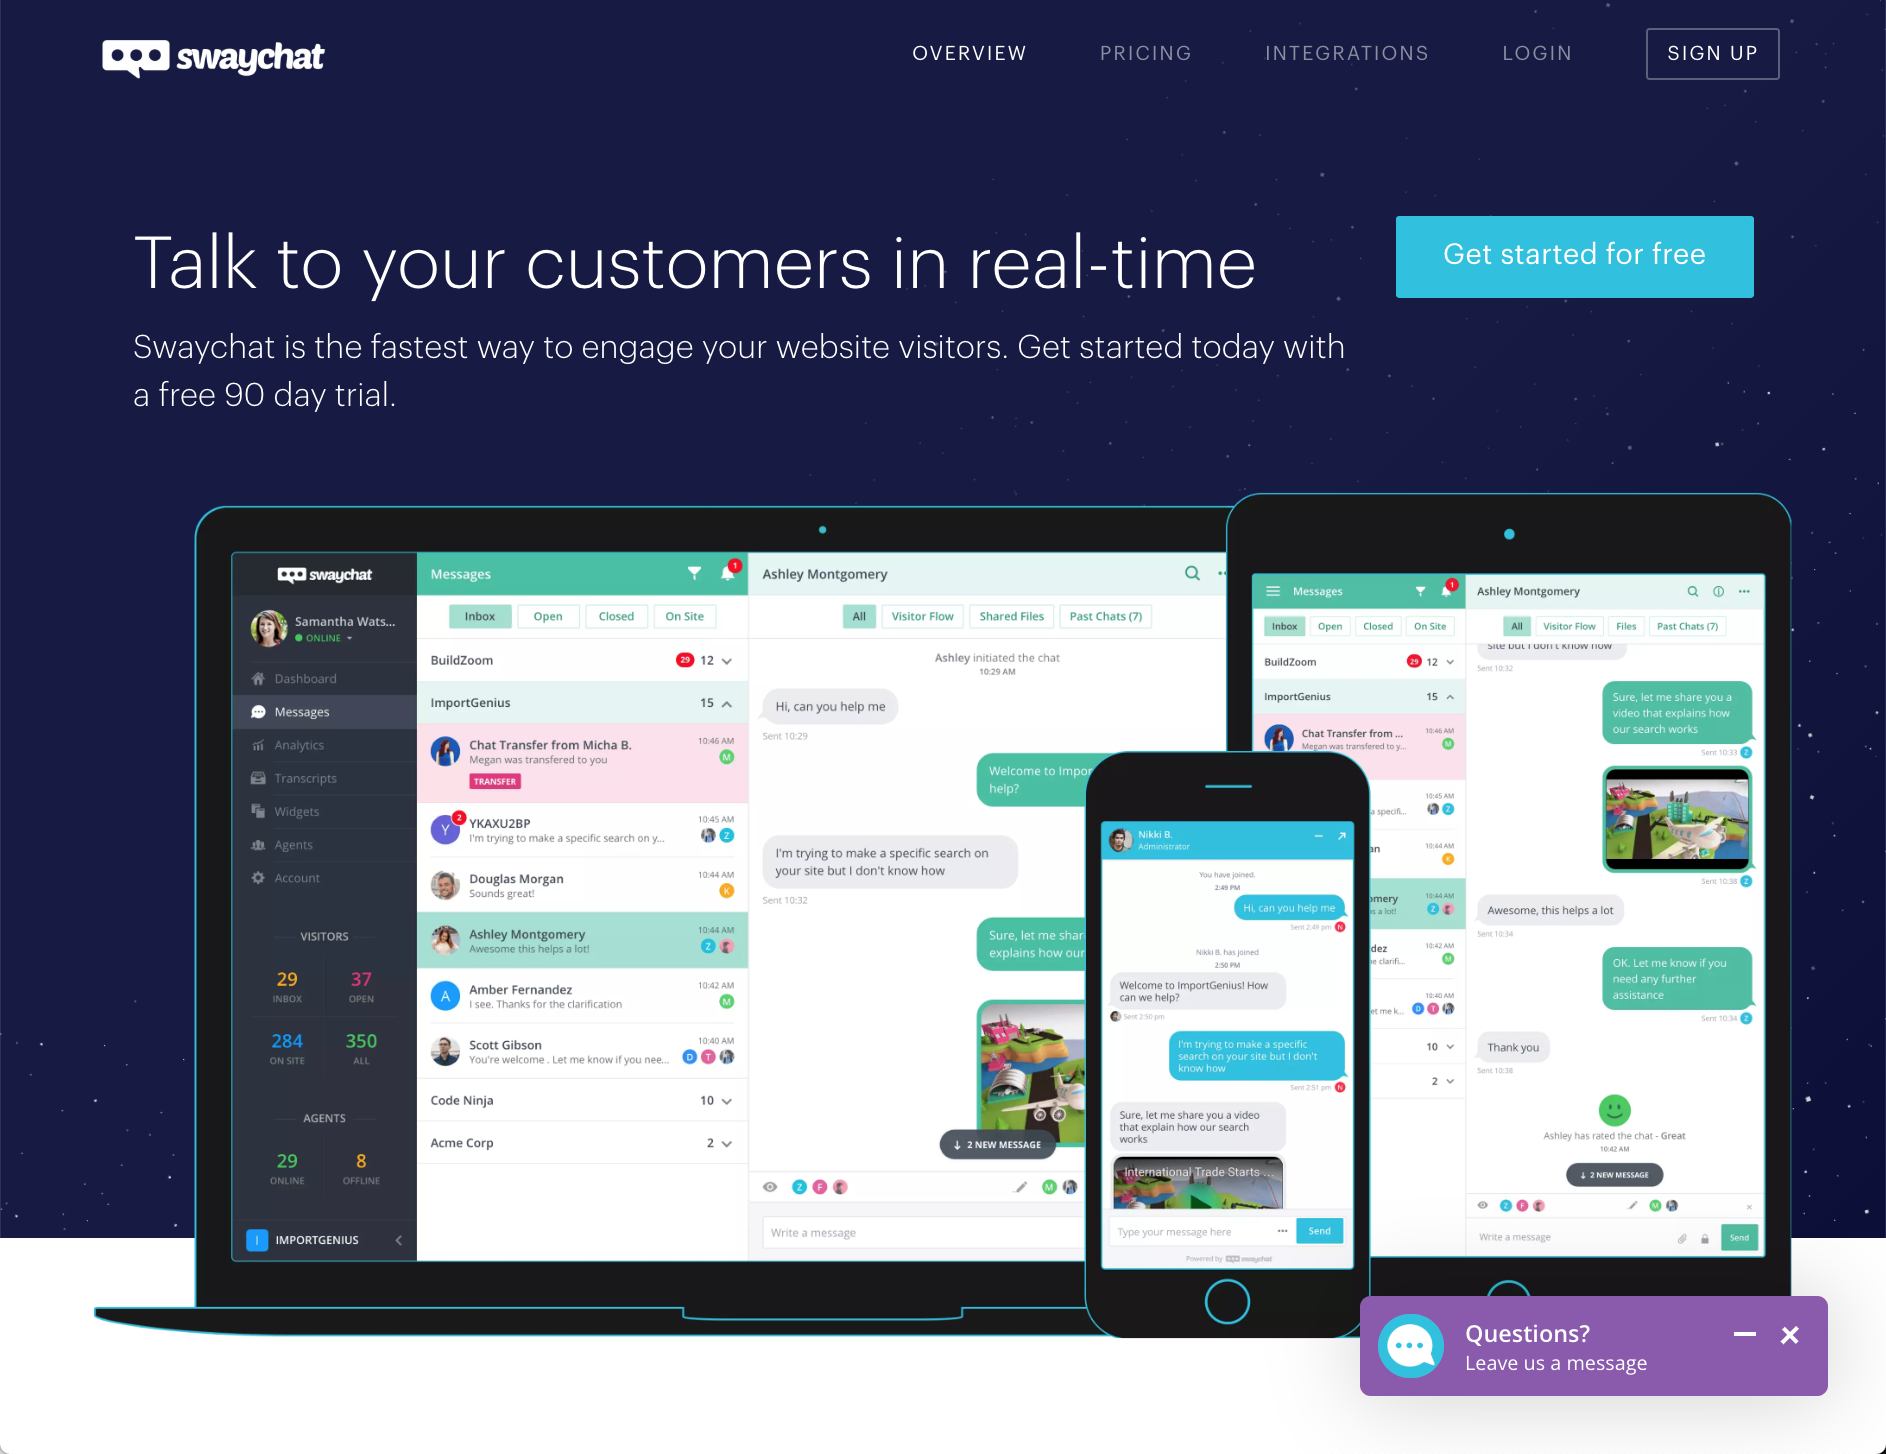 swaychat
OVERVIEW
PRICING
INTEGRATIONS
LOGIN
SIGN UP
Talk to your customers in real-time
Get started for free
Swaychat is the fastest way to engage your website visitors. Get started today with
a free 90 day trial.
swaychat
Samantha Wats...
ONLINE
Dashboard
Messages
Analytics
Transcripts
Widgets
Agents
Account
VISITORS
29
37
INBOX
OPEN
284
350
ON SITE
ALL
AGENTS
29
8
ONLINE
OFFLINE
I
IMPORTGENIUS
Messages
1
Inbox
Open
Closed
On Site
BuildZoom
29
12
ImportGenius
15
Chat Transfer from Micha B.
10:46 AM
Megan was transfered to you
M
TRANSFER
2
Y
YKAXU2BP
10:45 AM
I'm trying to make a specific search on y...
Z
Douglas Morgan
10:44 AM
Sounds great!
K
Ashley Montgomery
10:44 AM
Awesome this helps a lot!
Z
A
Amber Fernandez
10:42 AM
I see. Thanks for the clarification
M
Scott Gibson
10:40 AM
You're welcome . Let me know if you nee...
D
T
Code Ninja
10
Acme Corp
2
Ashley Montgomery
All
Visitor Flow
Shared Files
Past Chats (7)
Ashley initiated the chat
10:29 AM
Hi, can you help me
Sent 10:29
Welcome to Impor
help?
I'm trying to make a specific search on
your site but I don't know how
Sent 10:32
Sure, let me shar
explains how our
2 NEW MESSAGE
Z
F
M
Write a message
Nikki B.
Administrator
You have joined.
2:49 PM
Hi, can you help me
Sent 2:49 pm
N
Nikki B. has joined
2:50 PM
Welcome to ImportGenius! How
can we help?
Sent 2:50 pm
I'm trying to make a specific
search on your site but I don't
know how
Sent 2:51 pm
N
Sure, let me share you a video
that explain how our search
works
International Trade Starts ...
Type your message here
Send
Powered by swaychat
Messages
1
Inbox
Open
Closed
On Site
BuildZoom
29
12
ImportGenius
15
Chat Transfer from ...
10:46 AM
Megan was transfered to y...
M
10:45 AM
a specifi...
Z
an
10:44 AM
K
omery
10:44 AM
s a lot!
Z
dez
10:42 AM
e clarifi...
M
10:40 AM
et me k...
D
T
10
2
Ashley Montgomery
All
Visitor Flow
Files
Past Chats (7)
site but I don't know how
Sent 10:32
Sure, let me share you a
video that explains how
our search works
Sent 10:33
Z
Sent 10:38
Z
Awesome, this helps a lot
Sent 10:34
OK. Let me know if you
need any further
assistance
Sent 10:34
Z
Thank you
Sent 10:38
Ashley has rated the chat - Great
10:42 AM
2 NEW MESSAGE
Z
F
M
Write a message
Send
Questions?
Leave us a message